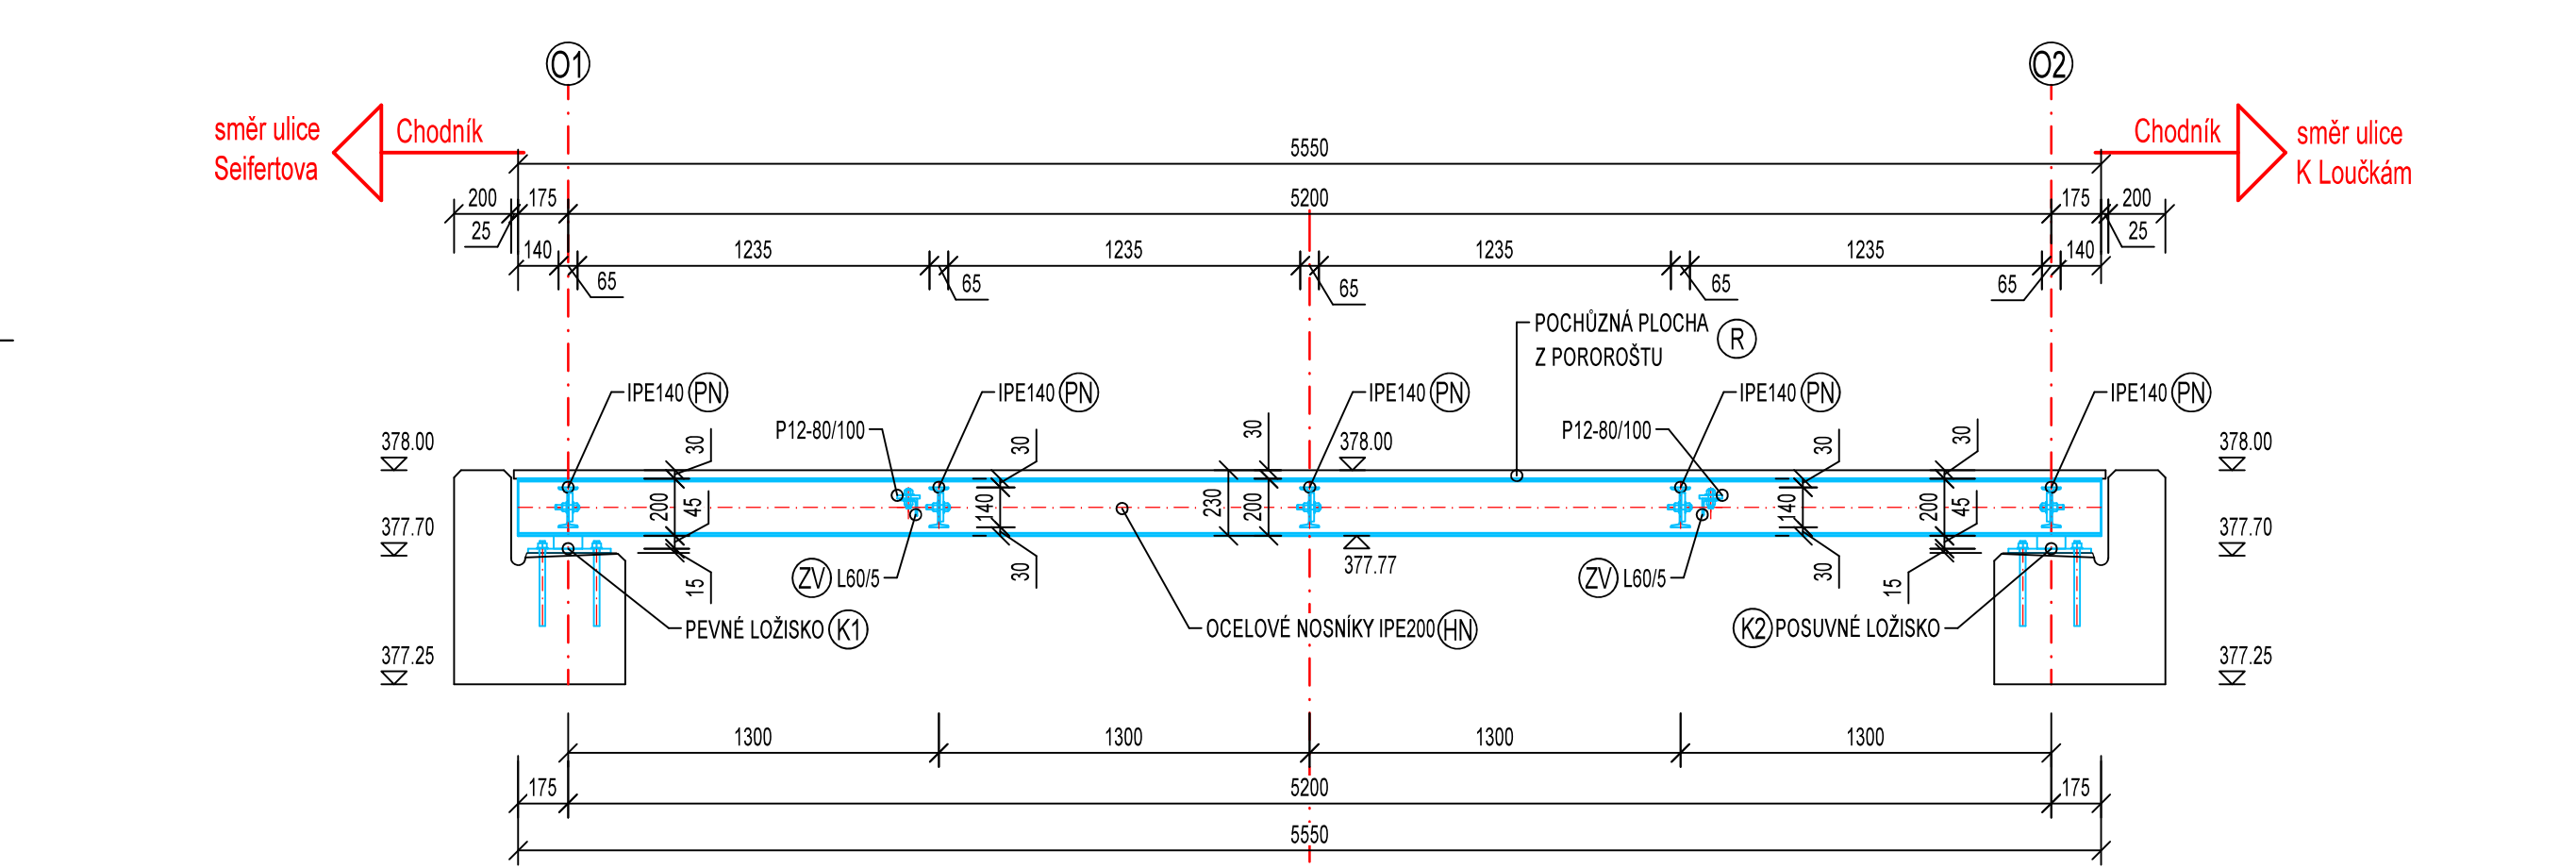 O1
O2
směr ulice
Seifertova
Chodník
Chodník
směr ulice
K Loučkám
5550
200
175
5200
175
200
25
25
140
1235
1235
1235
1235
140
65
65
65
65
65
POCHŮZNÁ PLOCHA
Z POROROŠTU
R
IPE140 PN
IPE140 PN
IPE140 PN
IPE140 PN
IPE140 PN
P12-80/100
P12-80/100
378.00
378.00
378.00
30
30
30
30
30
200
45
140
230
200
140
200
45
377.70
377.70
377.77
15
30
30
15
ZV L60/5
ZV L60/5
PEVNÉ LOŽISKO K1
OCELOVÉ NOSNÍKY IPE200 HN
K2 POSUVNÉ LOŽISKO
377.25
377.25
1300
1300
1300
1300
175
5200
175
5550